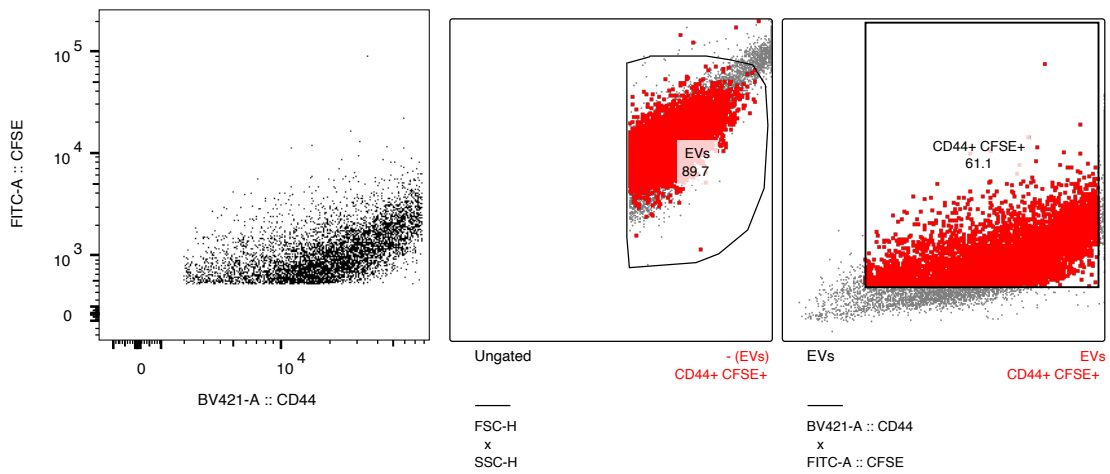 10^5
10^4
10^3
0
FITC-A :: CFSE
0
10^4
BV421-A :: CD44
EVs
89.7
Ungated
- (EVs)
CD44+ CFSE+
FSC-H
x
SSC-H
CD44+ CFSE+
61.1
EVs
EVs
CD44+ CFSE+
BV421-A :: CD44
x
FITC-A :: CFSE